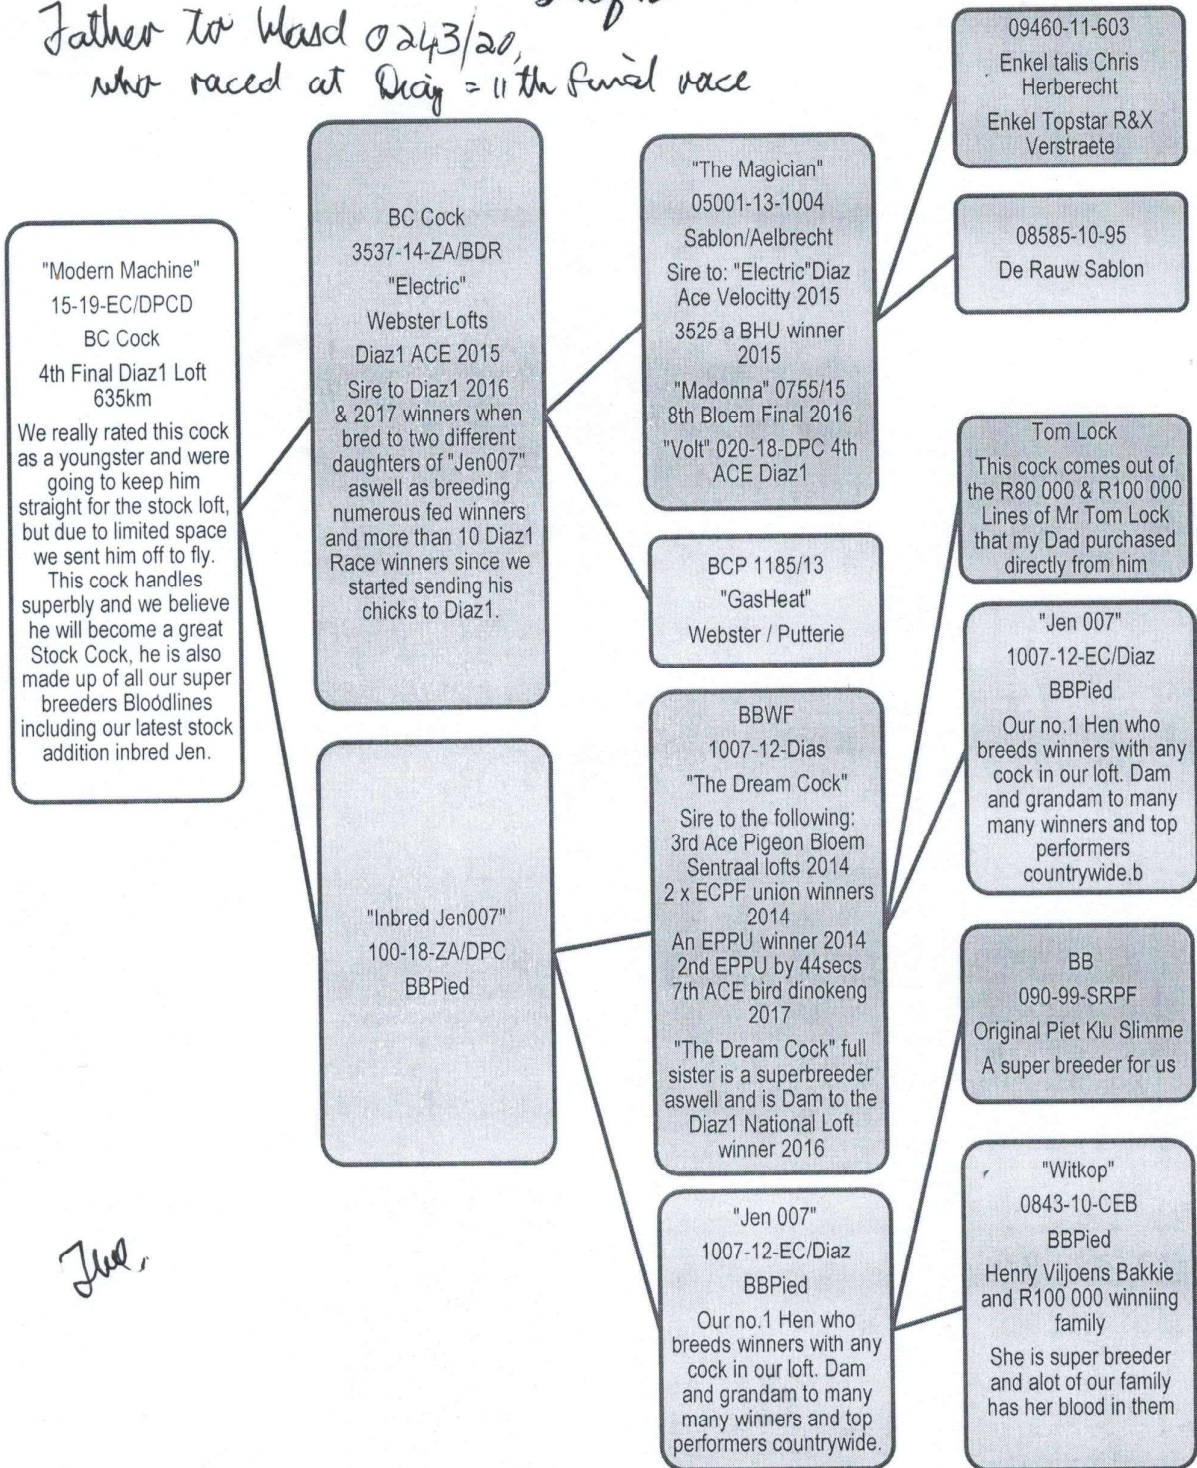 Father to Ward 0243/20,
who raced at Diaz = 11th final race
"Modern Machine"
15-19-EC/DPCD
BC Cock
4th Final Diaz1 Loft
635km
We really rated this cock
as a youngster and were
going to keep him
straight for the stock loft,
but due to limited space
we sent him off to fly.
This cock handles
superbly and we believe
he will become a great
Stock Cock, he is also
made up of all our super
breeders Bloodlines
including our latest stock
addition inbred Jen.
BC Cock
3537-14-ZA/BDR
"Electric"
Webster Lofts
Diaz1 ACE 2015
Sire to Diaz1 2016
& 2017 winners when
bred to two different
daughters of "Jen007"
aswell as breeding
numerous fed winners
and more than 10 Diaz1
Race winners since we
started sending his
chicks to Diaz1.
"Inbred Jen007"
100-18-ZA/DPC
BBPied
"The Magician"
05001-13-1004
Sablon/Aelbrecht
Sire to: "Electric"Diaz
Ace Velocitty 2015
3525 a BHU winner
2015
"Madonna" 0755/15
8th Bloem Final 2016
"Volt" 020-18-DPC 4th
ACE Diaz1
BCP 1185/13
"GasHeat"
Webster / Putterie
BBWF
1007-12-Dias
"The Dream Cock"
Sire to the following:
3rd Ace Pigeon Bloem
Sentraal lofts 2014
2 x ECPF union winners
2014
An EPPU winner 2014
2nd EPPU by 44secs
7th ACE bird dinokeng
2017
"The Dream Cock" full
sister is a superbreeder
aswell and is Dam to the
Diaz1 National Loft
winner 2016
"Jen 007"
1007-12-EC/Diaz
BBPied
Our no.1 Hen who
breeds winners with any
cock in our loft. Dam
and grandam to many
many winners and top
performers countrywide.
09460-11-603
Enkel talis Chris
Herberecht
Enkel Topstar R&X
Verstraete
08585-10-95
De Rauw Sablon
Tom Lock
This cock comes out of
the R80 000 & R100 000
Lines of Mr Tom Lock
that my Dad purchased
directly from him
"Jen 007"
1007-12-EC/Diaz
BBPied
Our no.1 Hen who
breeds winners with any
cock in our loft. Dam
and grandam to many
many winners and top
performers
countrywide.b
BB
090-99-SRPF
Original Piet Klu Slimme
A super breeder for us
"Witkop"
0843-10-CEB
BBPied
Henry Viljoens Bakkie
and R100 000 winniing
family
She is super breeder
and alot of our family
has her blood in them